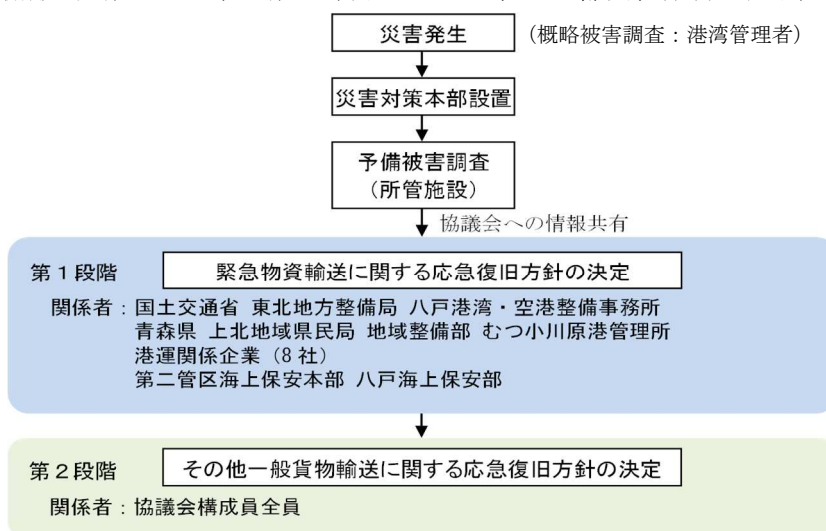 災害発生
(概略被害調査:港湾管理者)
災害対策本部設置
予備被害調査
(所管施設)
協議会への情報共有
第1段階
緊急物資輸送に関する応急復旧方針の決定
関係者:国土交通省 東北地方整備局 八戸港湾・空港整備事務所
青森県 上北地域県民局 地域整備部 むつ小川原港管理所
港運関係企業(8社)
第二管区海上保安本部 八戸海上保安部
第2段階
その他一般貨物輸送に関する応急復旧方針の決定
関係者:協議会構成員全員